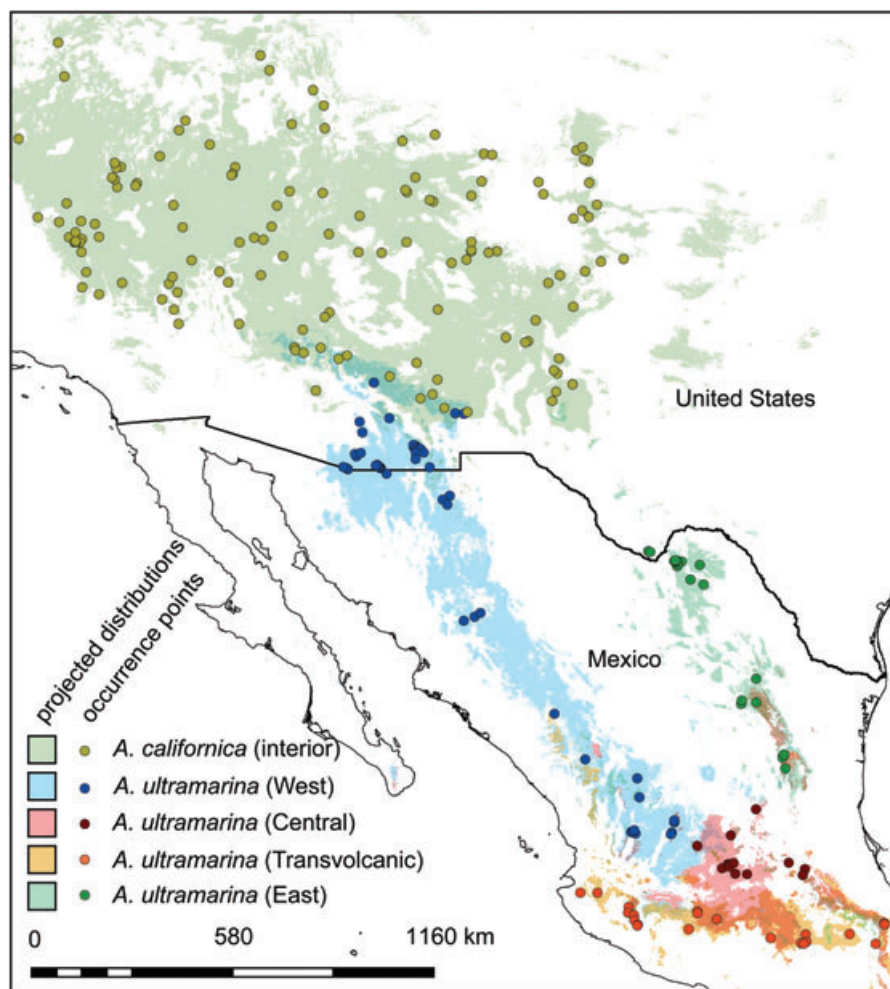 United States
Mexico
projected distributions
occurrence points
A. californica (interior)
A. ultramarina (West)
A. ultramarina (Central)
A. ultramarina (Transvolcanic)
A. ultramarina (East)
0 580 1160 km